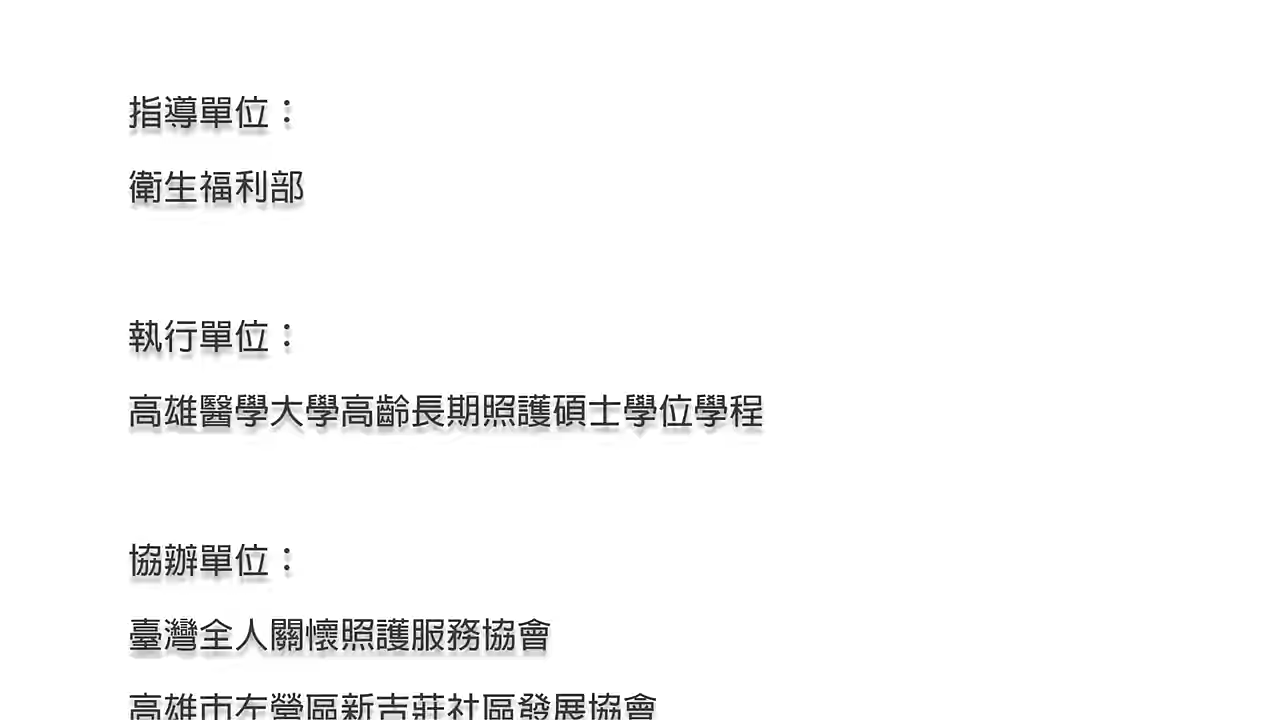 指導單位：
衛生福利部
執行單位：
高雄醫學大學高齡長期照護碩士學位學程
協辦單位：
臺灣全人關懷照護服務協會
高雄市左營區新吉莊社區發展協會